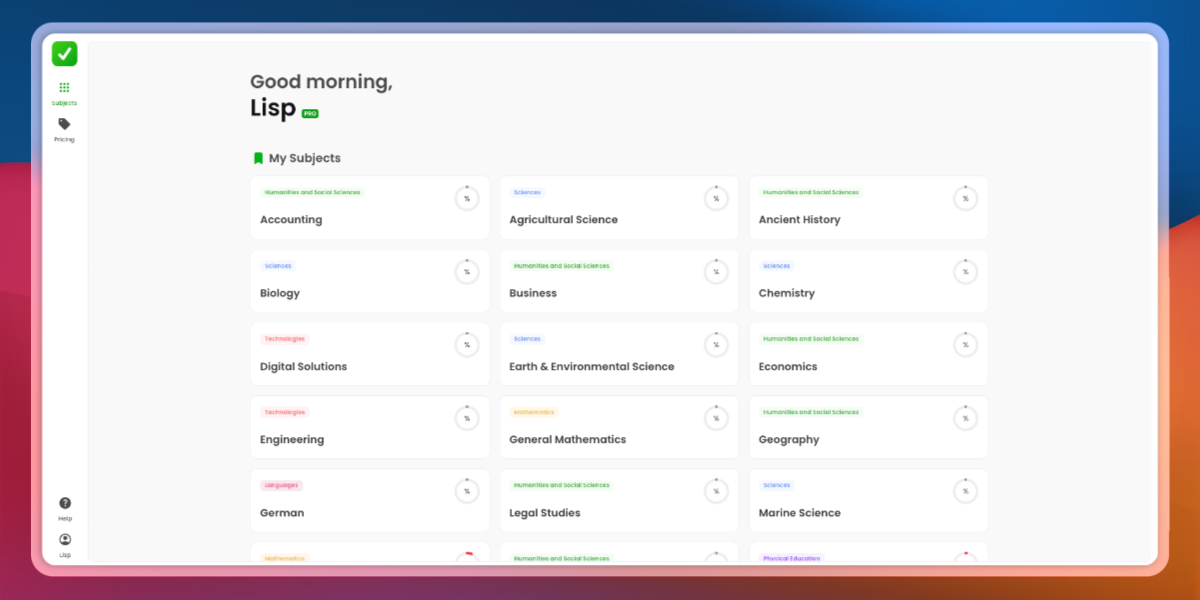 Good morning,
Lisp PRO
Subjects
Pricing
My Subjects
Humanities and Social Sciences
%
Accounting
Sciences
%
Agricultural Science
Humanities and Social Sciences
%
Ancient History
Sciences
%
Biology
Humanities and Social Sciences
%
Business
Sciences
%
Chemistry
Technologies
%
Digital Solutions
Sciences
%
Earth & Environmental Science
Humanities and Social Sciences
%
Economics
Technologies
%
Engineering
Mathematics
%
General Mathematics
Humanities and Social Sciences
%
Geography
Languages
%
German
Humanities and Social Sciences
%
Legal Studies
Sciences
%
Marine Science
Mathematics
Humanities and Social Sciences
Physical Education
Help
Lisp